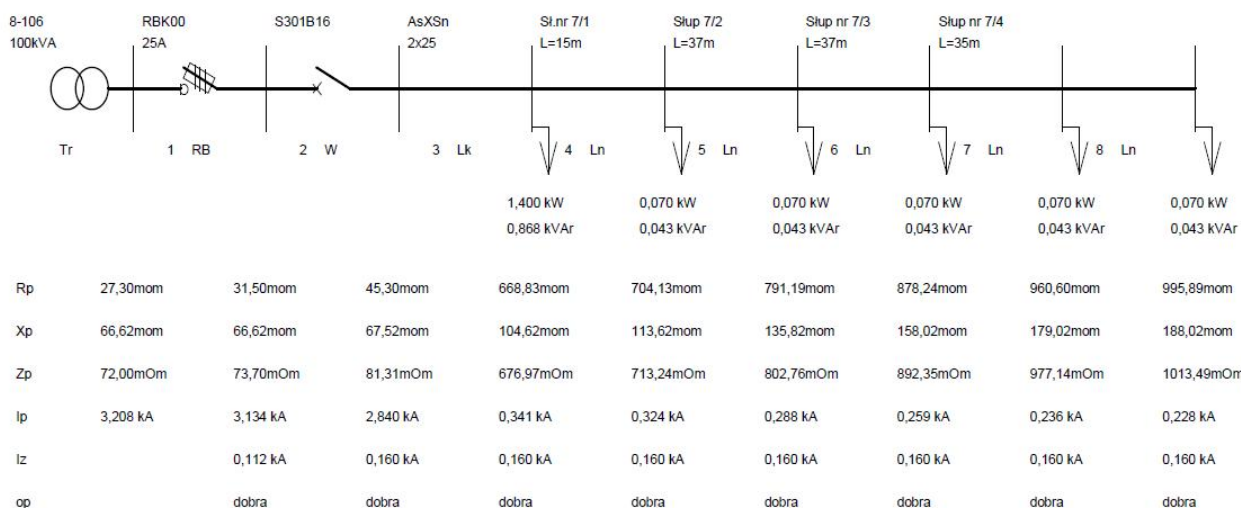 8-106 RBK00 S301B16 AsXSn Sł.nr 7/1 Słup 7/2 Słup nr 7/3 Słup nr 7/4
100kVA 25A 2x25 L=15m L=37m L=37m L=35m
Tr 1 RB 2 W 3 Lk 4 Ln 5 Ln 6 Ln 7 Ln 8 Ln
1,400 kW 0,070 kW 0,070 kW 0,070 kW 0,070 kW 0,070 kW
0,868 kVAr 0,043 kVAr 0,043 kVAr 0,043 kVAr 0,043 kVAr 0,043 kVAr
Rp 27,30mom 31,50mom 45,30mom 668,83mom 704,13mom 791,19mom 878,24mom 960,60mom 995,89mom
Xp 66,62mom 66,62mom 67,52mom 104,62mom 113,62mom 135,82mom 158,02mom 179,02mom 188,02mom
Zp 72,00mOm 73,70mOm 81,31mOm 676,97mOm 713,24mOm 802,76mOm 892,35mOm 977,14mOm 1013,49mOm
Ip 3,208 kA 3,134 kA 2,840 kA 0,341 kA 0,324 kA 0,288 kA 0,259 kA 0,236 kA 0,228 kA
Iz 0,112 kA 0,160 kA 0,160 kA 0,160 kA 0,160 kA 0,160 kA 0,160 kA 0,160 kA
op dobra dobra dobra dobra dobra dobra dobra dobra